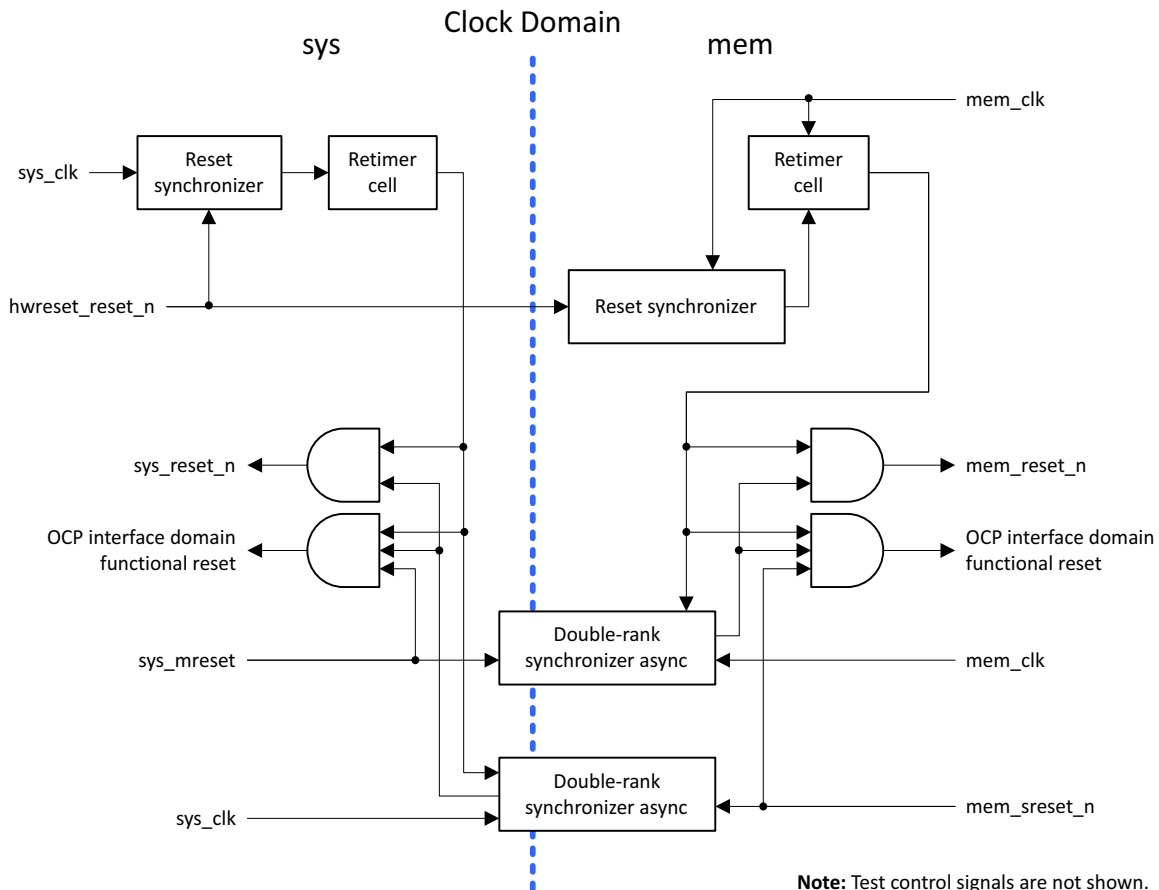 Clock Domain
sys
mem
mem_clk
sys_clk
Reset
synchronizer
Retimer
cell
Retimer
cell
hwreset_reset_n
Reset synchronizer
sys_reset_n
mem_reset_n
OCP interface domain
functional reset
OCP interface domain
functional reset
sys_mreset
Double-rank
synchronizer async
mem_clk
sys_clk
Double-rank
synchronizer async
mem_sreset_n
Note: Test control signals are not shown.